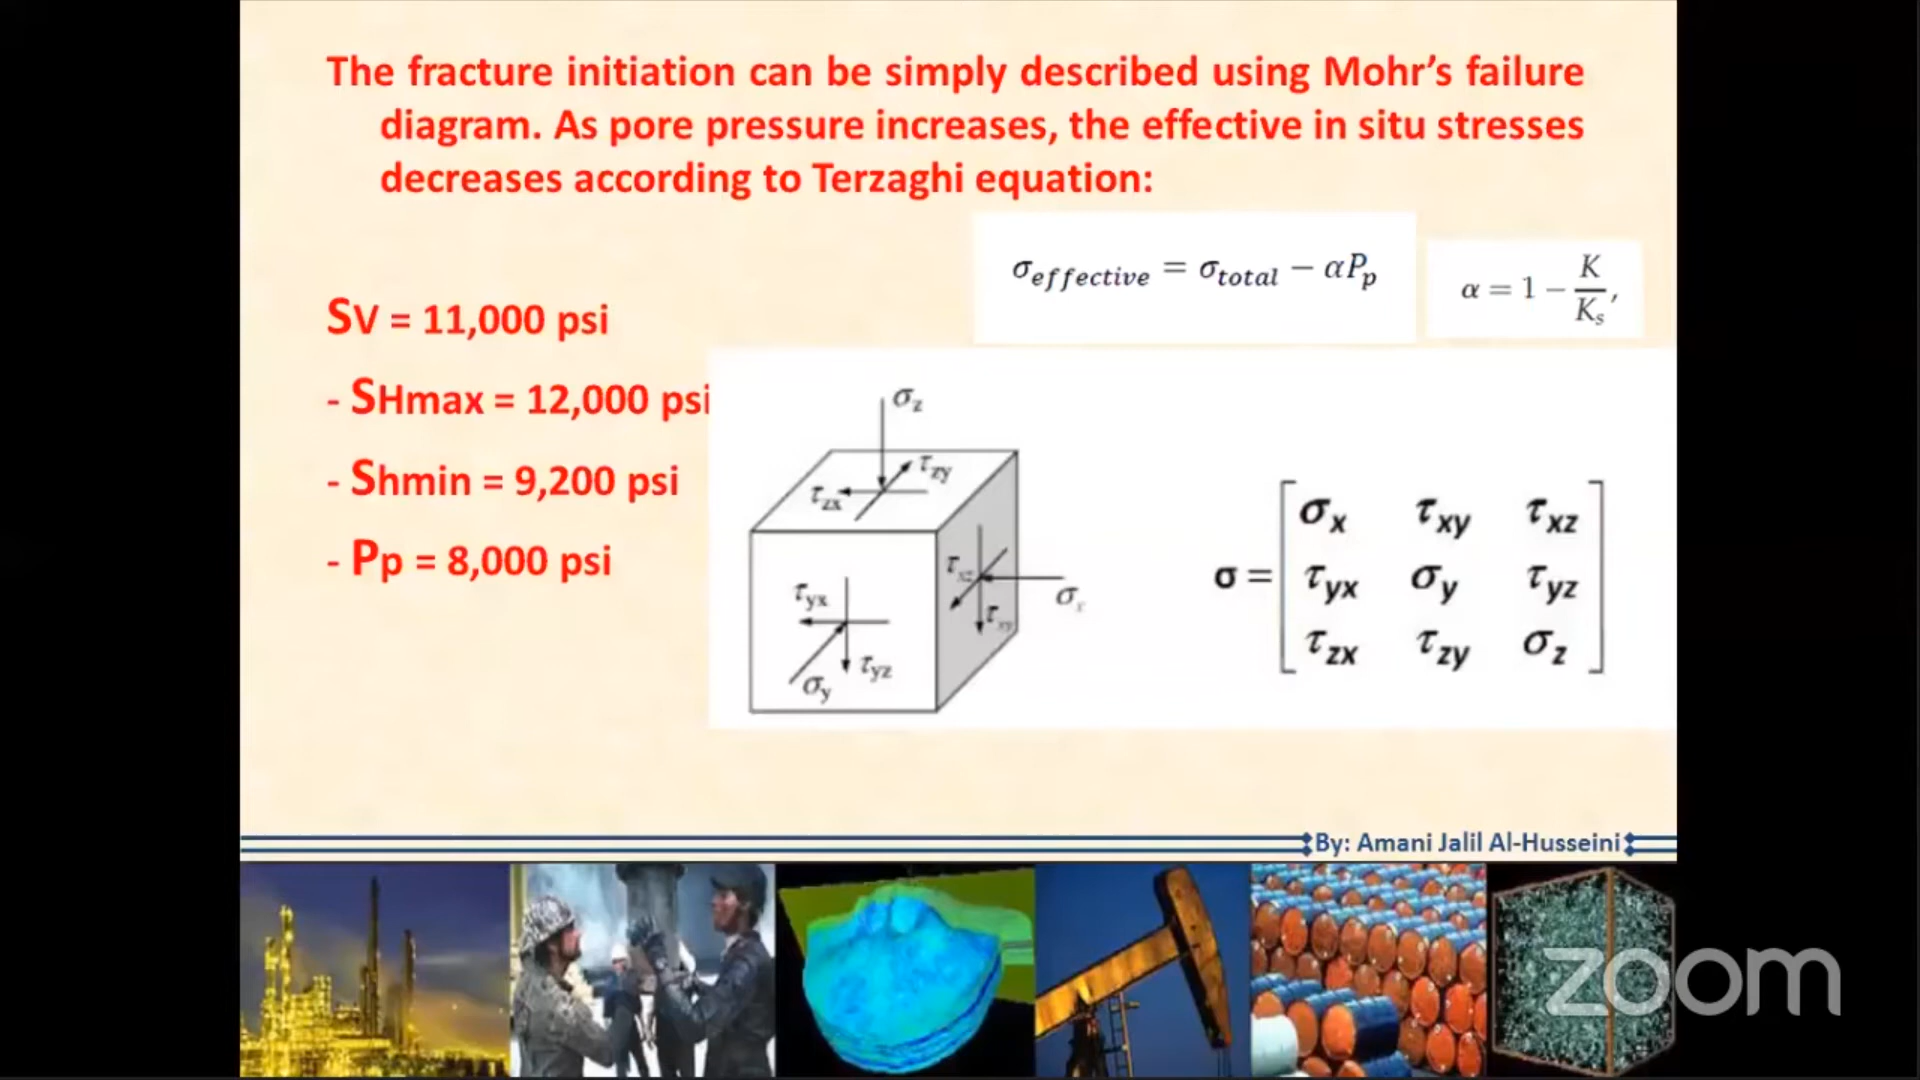 The fracture initiation can be simply described using Mohr’s failure
diagram. As pore pressure increases, the effective in situ stresses
decreases according to Terzaghi equation:
σeffective = σtotal − αPp
α = 1 − K/Ks,
SV = 11,000 psi
- SHmax = 12,000 psi
- Shmin = 9,200 psi
- Pp = 8,000 psi
σz
τzy
τzx
τxz
σx
τxy
τyx
τyz
σy
σ = [ σx τxy τxz
τyx σy τyz
τzx τzy σz ]
By: Amani Jalil Al-Husseini
zoom